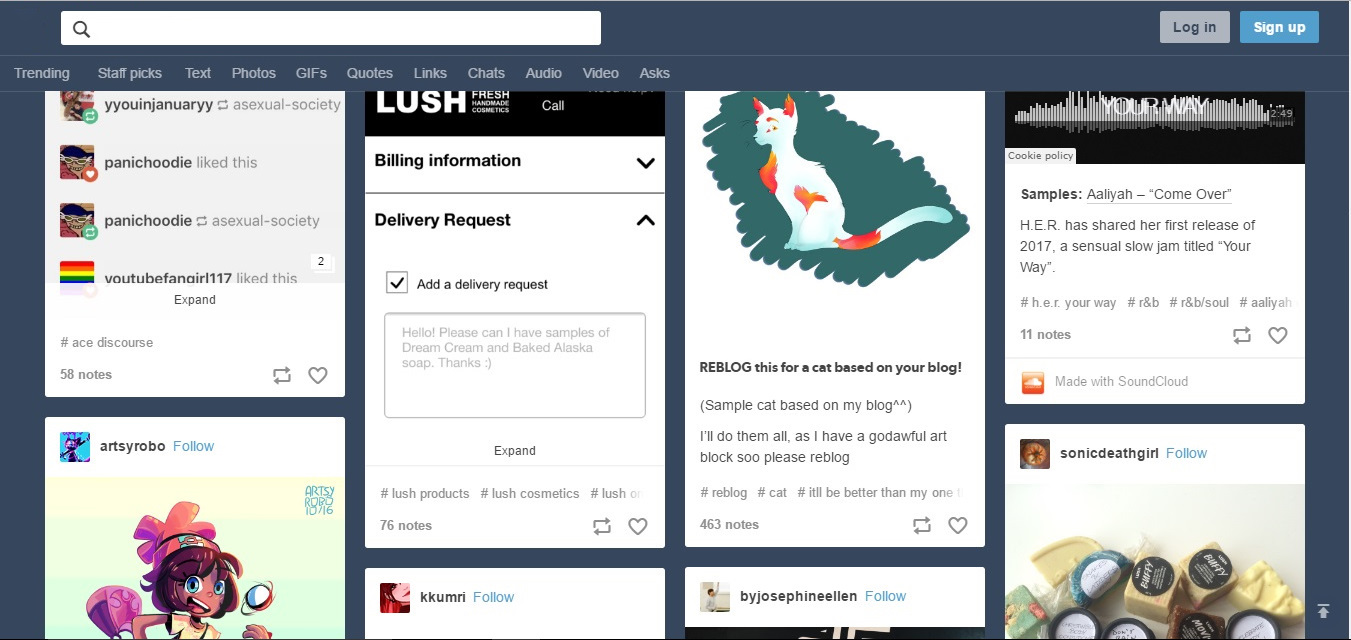 Log in
Sign up
Trending Staff picks Text Photos GIFs Quotes Links Chats Audio Video Asks
yyouinjanuaryy asexual-society
panichoodie liked this
panichoodie asexual-society
youtubefangirl117 liked this
2
Expand
# ace discourse
58 notes
artsyrobo Follow
ARTSY
ROBO
10/16
LUSH FRESH
HANDMADE
COSMETICS
Need help?
Call
Billing information
Delivery Request
Add a delivery request
Hello! Please can I have samples of
Dream Cream and Baked Alaska
soap. Thanks :)
Expand
# lush products # lush cosmetics # lush or
76 notes
kkumri Follow
REBLOG this for a cat based on your blog!
(Sample cat based on my blog^^)
I'll do them all, as I have a godawful art
block soo please reblog
# reblog # cat # itll be better than my one t
463 notes
byjosephineellen Follow
YOUR WAY
2:49
Cookie policy
Samples: Aaliyah – “Come Over”
H.E.R. has shared her first release of
2017, a sensual slow jam titled “Your
Way”.
# h.e.r. your way # r&b # r&b/soul # aaliyah
11 notes
Made with SoundCloud
sonicdeathgirl Follow
BUFFY
BUFFY